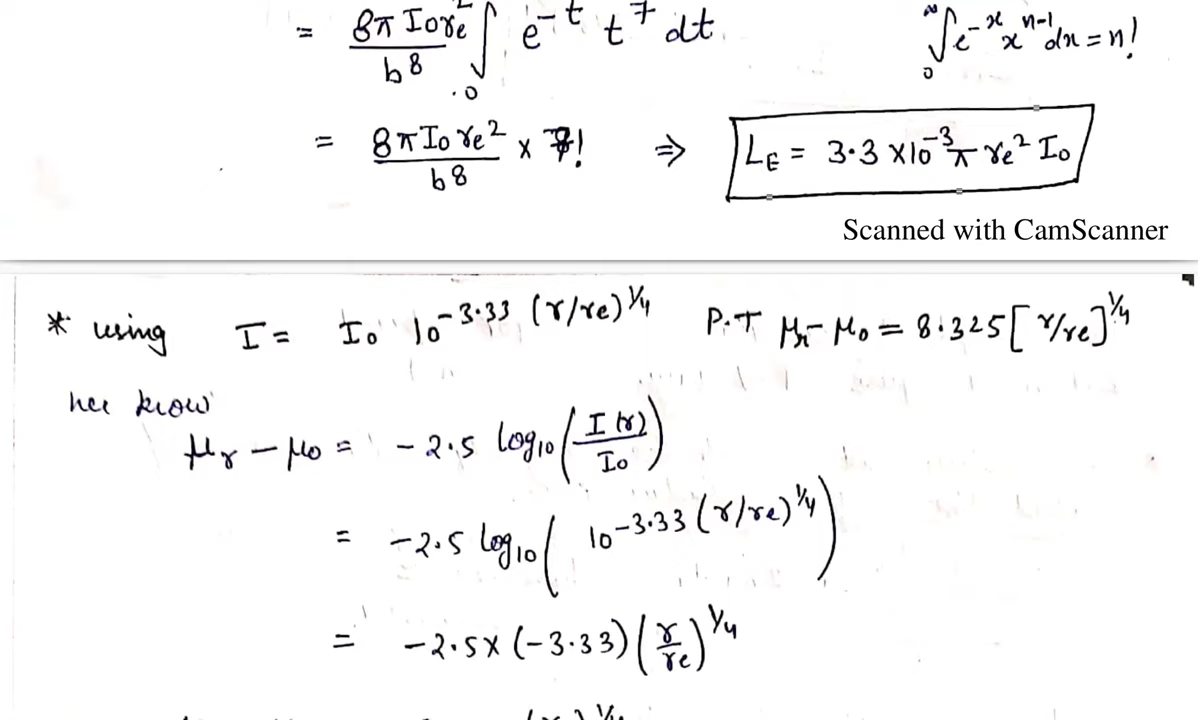 = 8π I₀rₑ² / b⁸ ∫₀ e^{-t} t⁷ dt
∫₀^∞ e^{-x} x^{n-1} dx = n!
= 8π I₀ rₑ² / b⁸ × 7! ⇒ L_E = 3.3 × 10⁻³ π rₑ² I₀
Scanned with CamScanner
* using I = I₀ 10^{-3.33 (r/re)^{1/4}} P.T μr - μ₀ = 8.325 [r/re]^{1/4}
we know
μr - μ₀ = -2.5 log₁₀ (I(r) / I₀)
= -2.5 log₁₀ (10^{-3.33 (r/re)^{1/4}})
= -2.5 × (-3.33) (r/re)^{1/4}